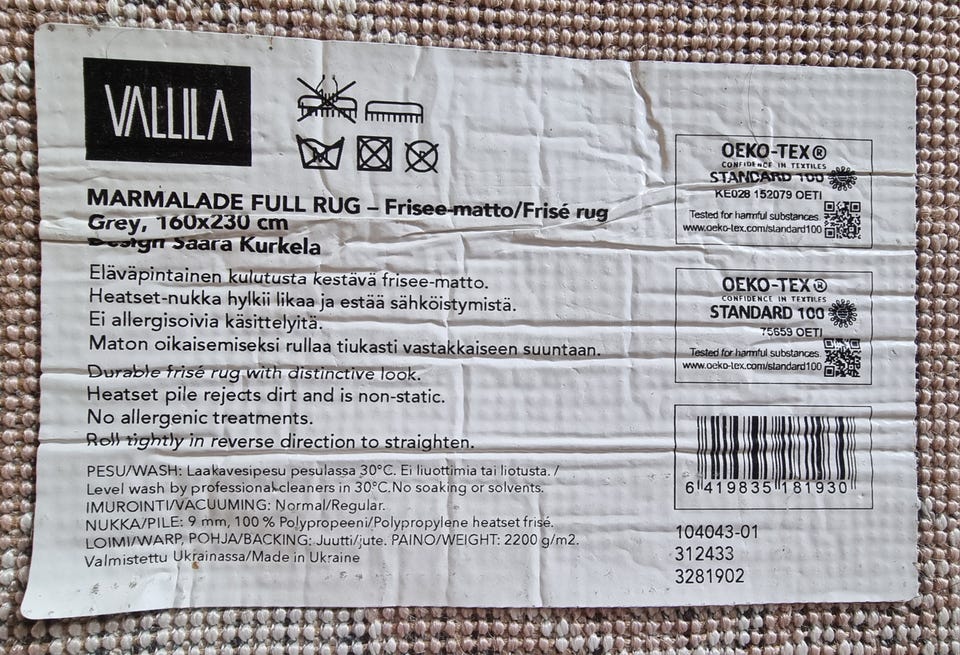 VALLILA
MARMALADE FULL RUG – Frisee-matto/Frisé rug
Grey, 160x230 cm
Design Saara Kurkela
Eläväpintainen kulutusta kestävä frisee-matto.
Heatset-nukka hylkii likaa ja estää sähköistymistä.
Ei allergisoivia käsittelyitä.
Maton oikaisemiseksi rullaa tiukasti vastakkaiseen suuntaan.
Durable frisé rug with distinctive look.
Heatset pile rejects dirt and is non-static.
No allergenic treatments.
Roll tightly in reverse direction to straighten.
PESU/WASH: Laakavesipesu pesulassa 30°C. Ei liuottimia tai liotusta. /
Level wash by professional cleaners in 30°C.No soaking or solvents.
IMUROINTI/VACUUMING: Normal/Regular.
NUKKA/PILE: 9 mm, 100 % Polypropeeni/Polypropylene heatset frisé.
LOIMI/WARP, POHJA/BACKING: Juutti/jute. PAINO/WEIGHT: 2200 g/m2.
Valmistettu Ukrainassa/Made in Ukraine
OEKO-TEX®
CONFIDENCE IN TEXTILES
STANDARD 100
KE028 152079 OETI
Tested for harmful substances.
www.oeko-tex.com/standard100
OEKO-TEX®
CONFIDENCE IN TEXTILES
STANDARD 100
75659 OETI
Tested for harmful substances.
www.oeko-tex.com/standard100
6 419835 181930
104043-01
312433
3281902